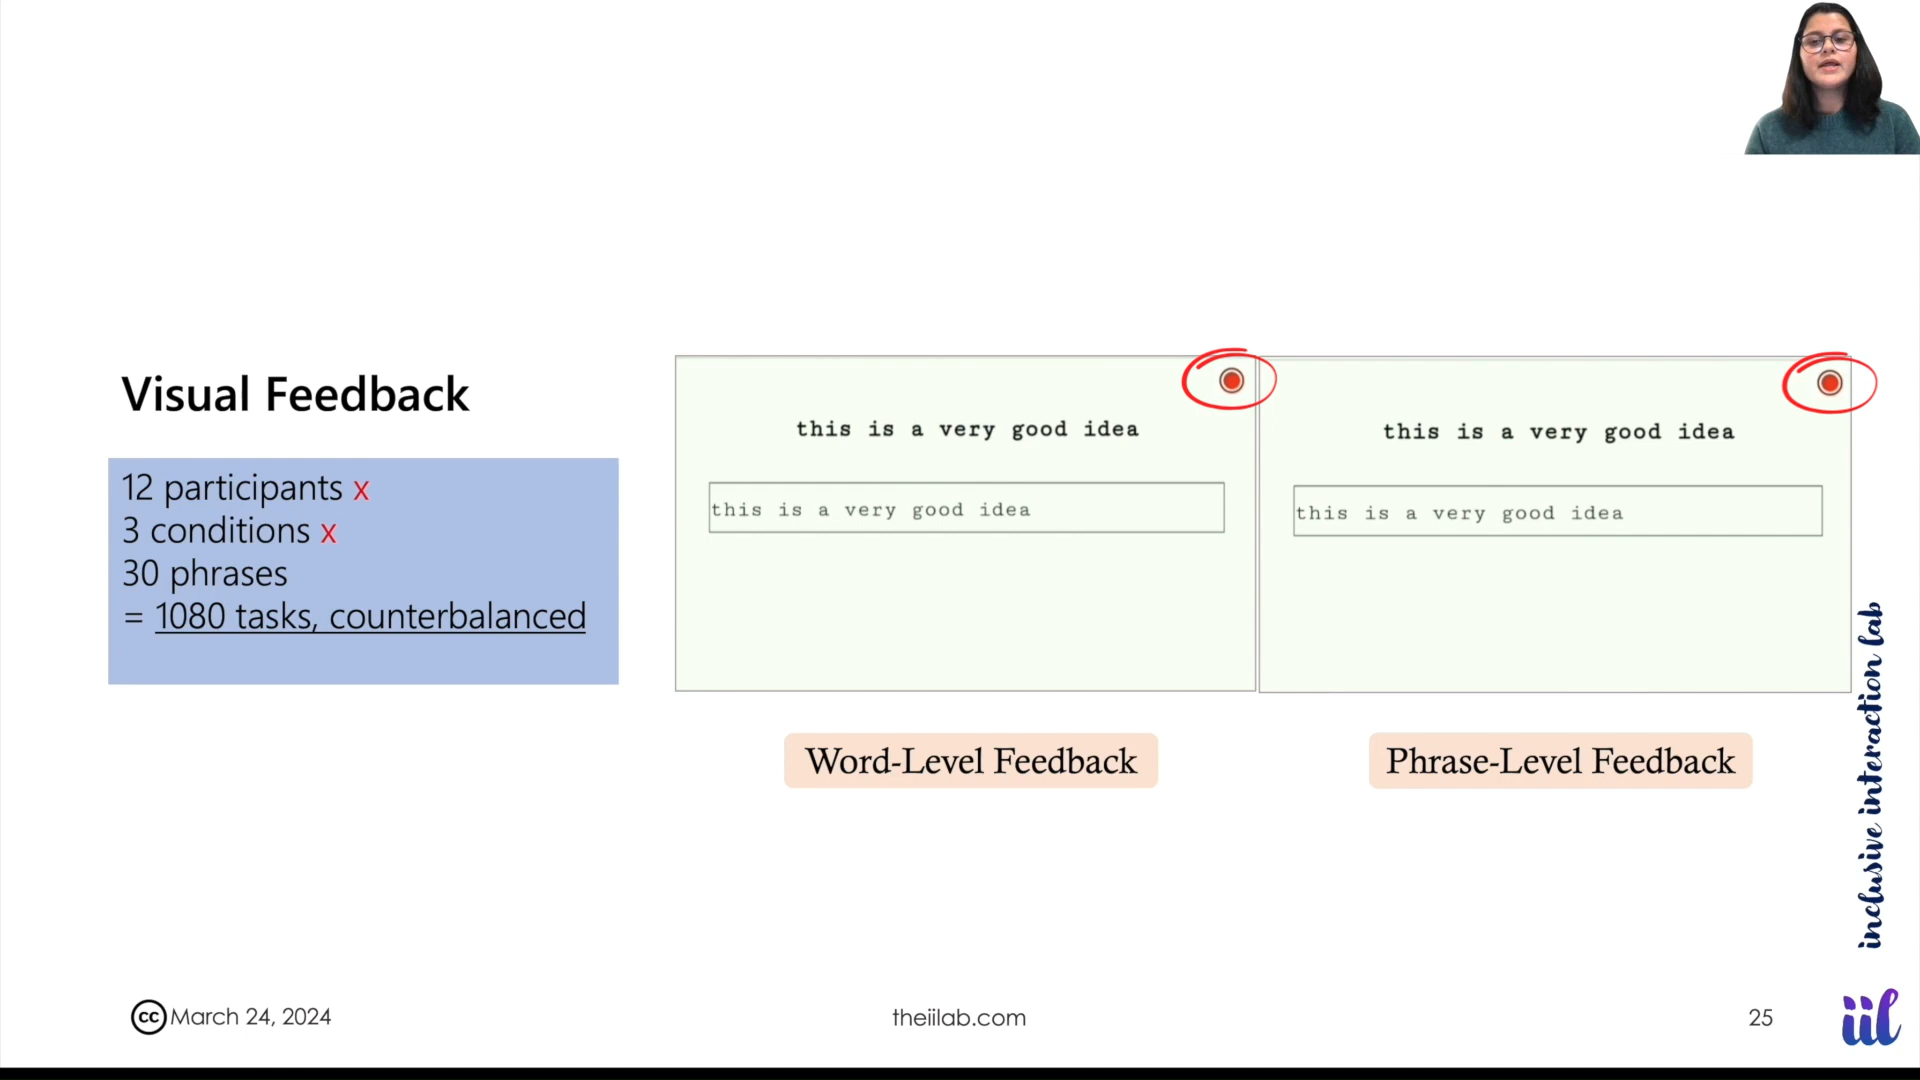 Visual Feedback
12 participants x
3 conditions x
30 phrases
= 1080 tasks, counterbalanced
this is a very good idea
this is a very good idea
Word-Level Feedback
this is a very good idea
this is a very good idea
Phrase-Level Feedback
inclusive interaction lab
cc March 24, 2024
theiilab.com
25
iil